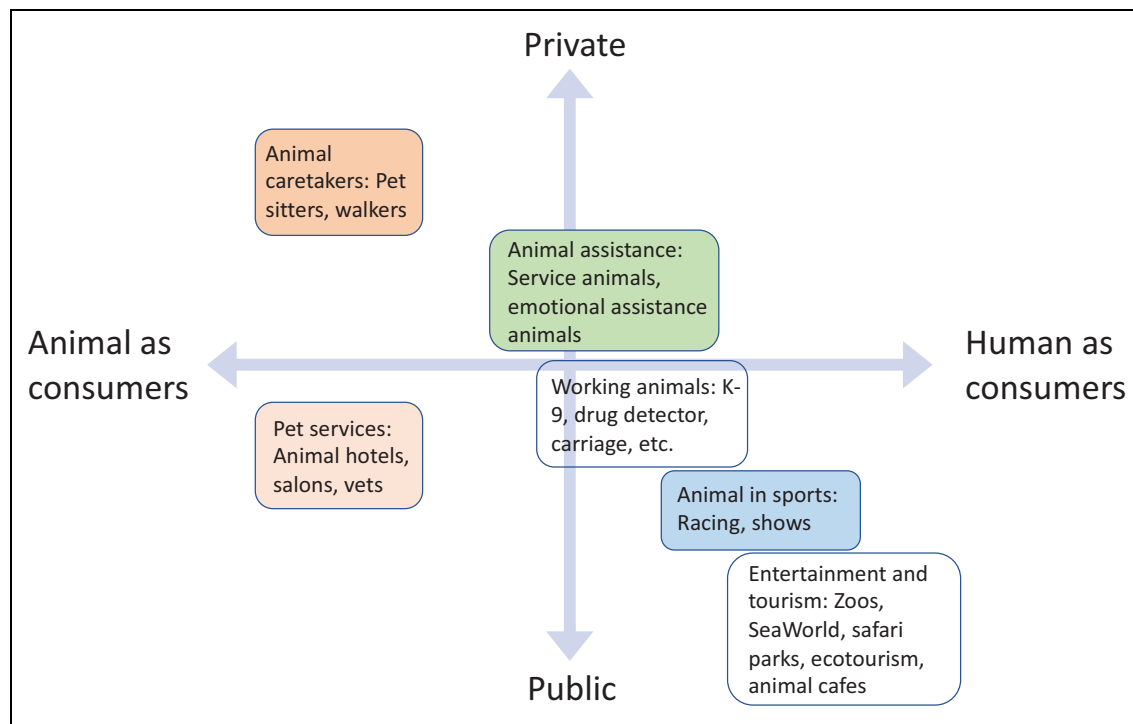 Private
Animal
caretakers: Pet
sitters, walkers
Animal assistance:
Service animals,
emotional assistance
animals
Animal as
consumers
Human as
consumers
Working animals: K-
9, drug detector,
carriage, etc.
Pet services:
Animal hotels,
salons, vets
Animal in sports:
Racing, shows
Entertainment and
tourism: Zoos,
SeaWorld, safari
parks, ecotourism,
animal cafes
Public